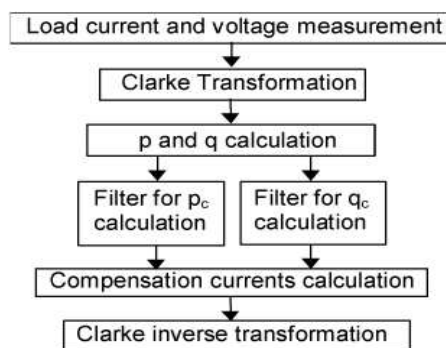 Load current and voltage measurement
Clarke Transformation
p and q calculation
Filter for pc
calculation
Filter for qc
calculation
Compensation currents calculation
Clarke inverse transformation